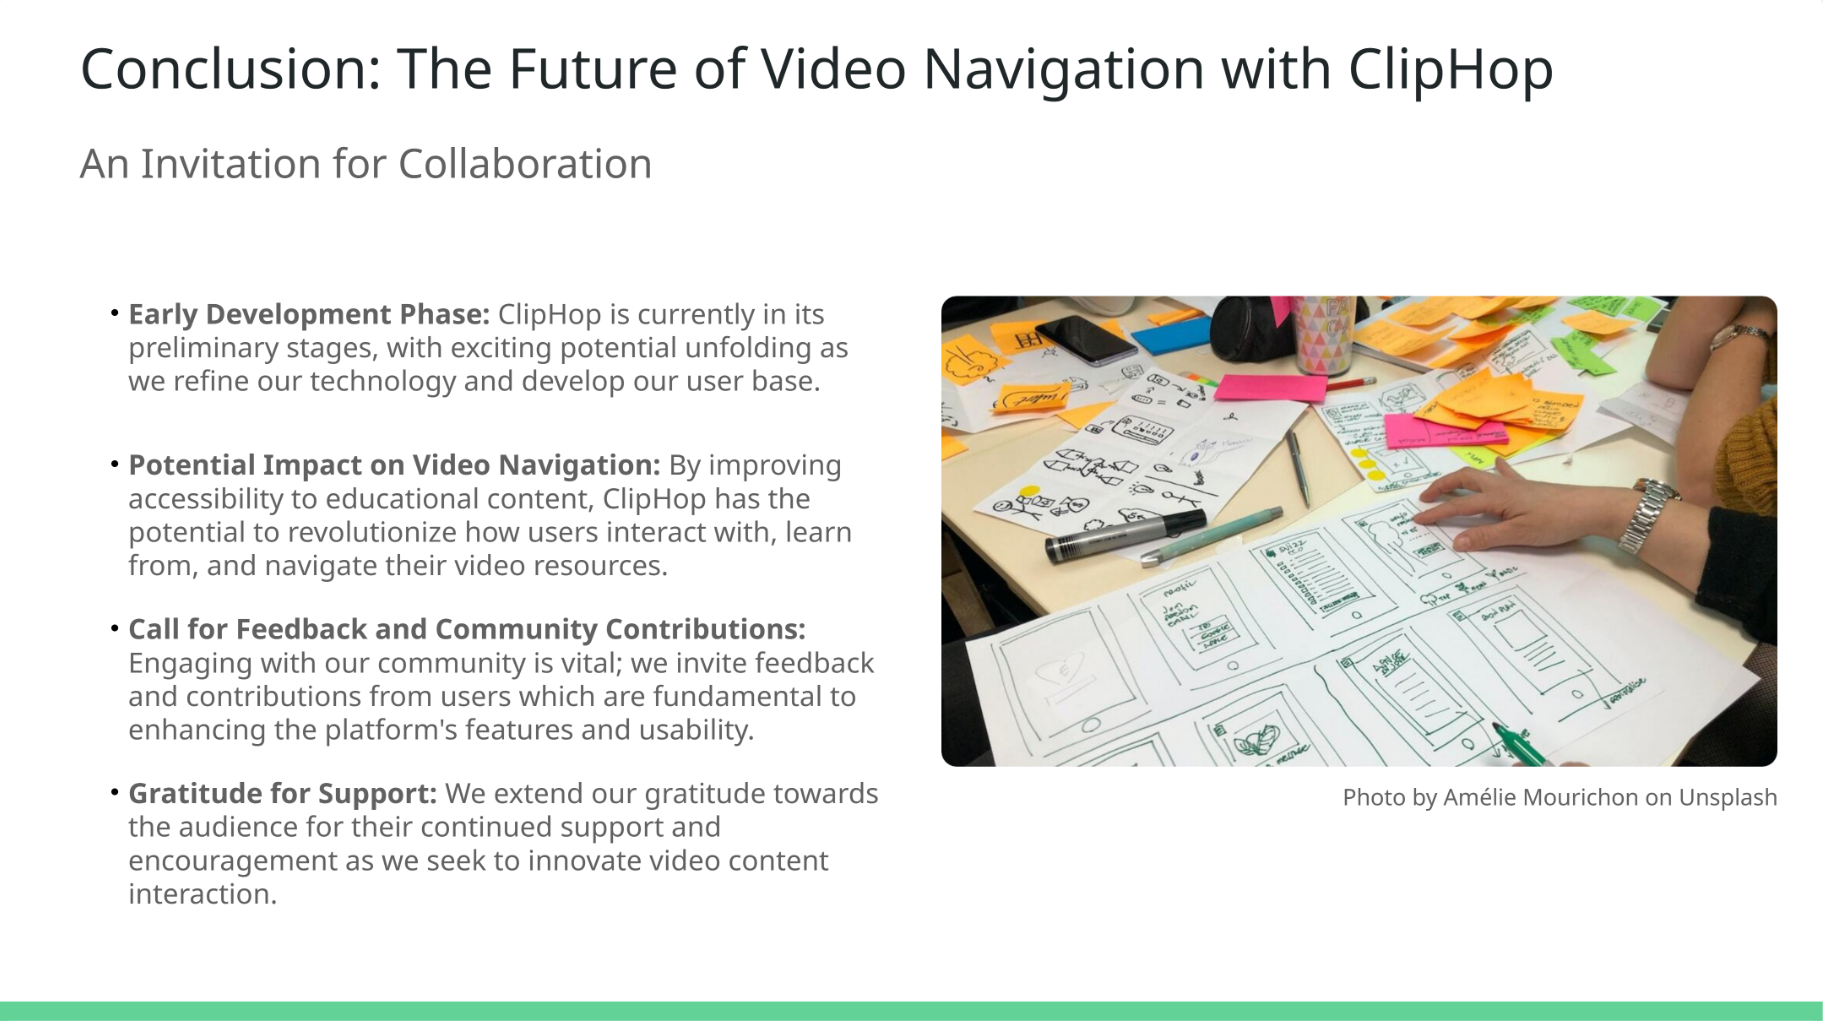 Conclusion: The Future of Video Navigation with ClipHop
An Invitation for Collaboration
• Early Development Phase: ClipHop is currently in its
preliminary stages, with exciting potential unfolding as
we refine our technology and develop our user base.
• Potential Impact on Video Navigation: By improving
accessibility to educational content, ClipHop has the
potential to revolutionize how users interact with, learn
from, and navigate their video resources.
• Call for Feedback and Community Contributions:
Engaging with our community is vital; we invite feedback
and contributions from users which are fundamental to
enhancing the platform's features and usability.
• Gratitude for Support: We extend our gratitude towards
the audience for their continued support and
encouragement as we seek to innovate video content
interaction.
Photo by Amélie Mourichon on Unsplash